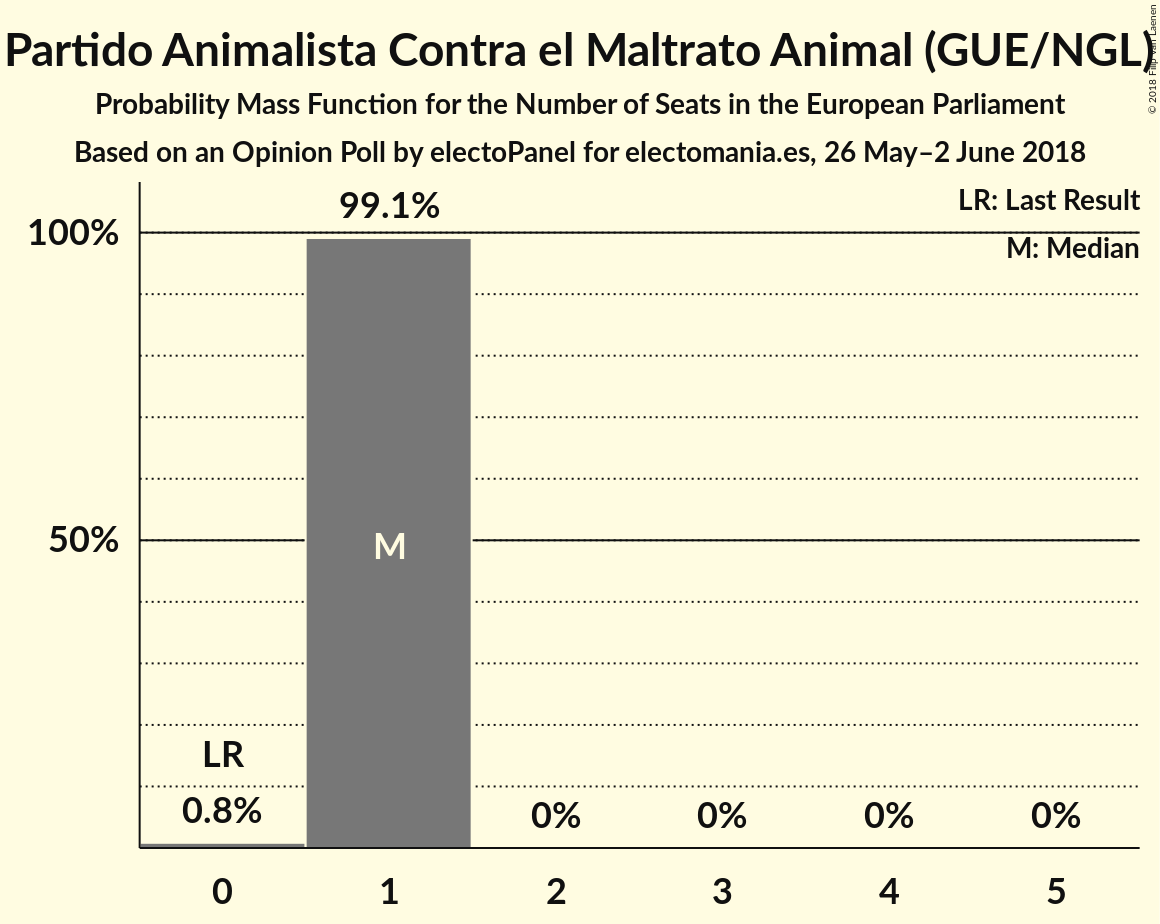 Partido Animalista Contra el Maltrato Animal (GUE/NGL)
Probability Mass Function for the Number of Seats in the European Parliament
Based on an Opinion Poll by electoPanel for electomania.es, 26 May–2 June 2018
© 2018 Filip van Laenen
LR: Last Result
M: Median
100%
50%
99.1%
M
LR
0.8%
0%
0%
0%
0%
0 1 2 3 4 5